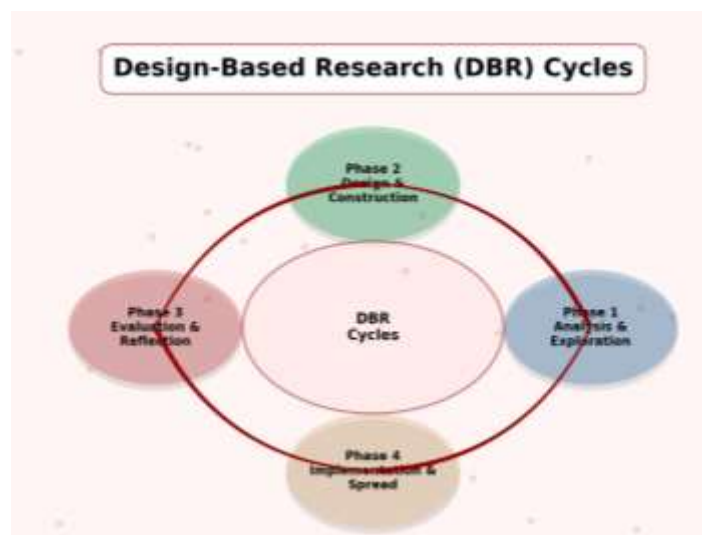 Design-Based Research (DBR) Cycles
Phase 2
Design &
Construction
Phase 3
Evaluation &
Reflection
DBR
Cycles
Phase 1
Analysis &
Exploration
Phase 4
Implementation &
Spread